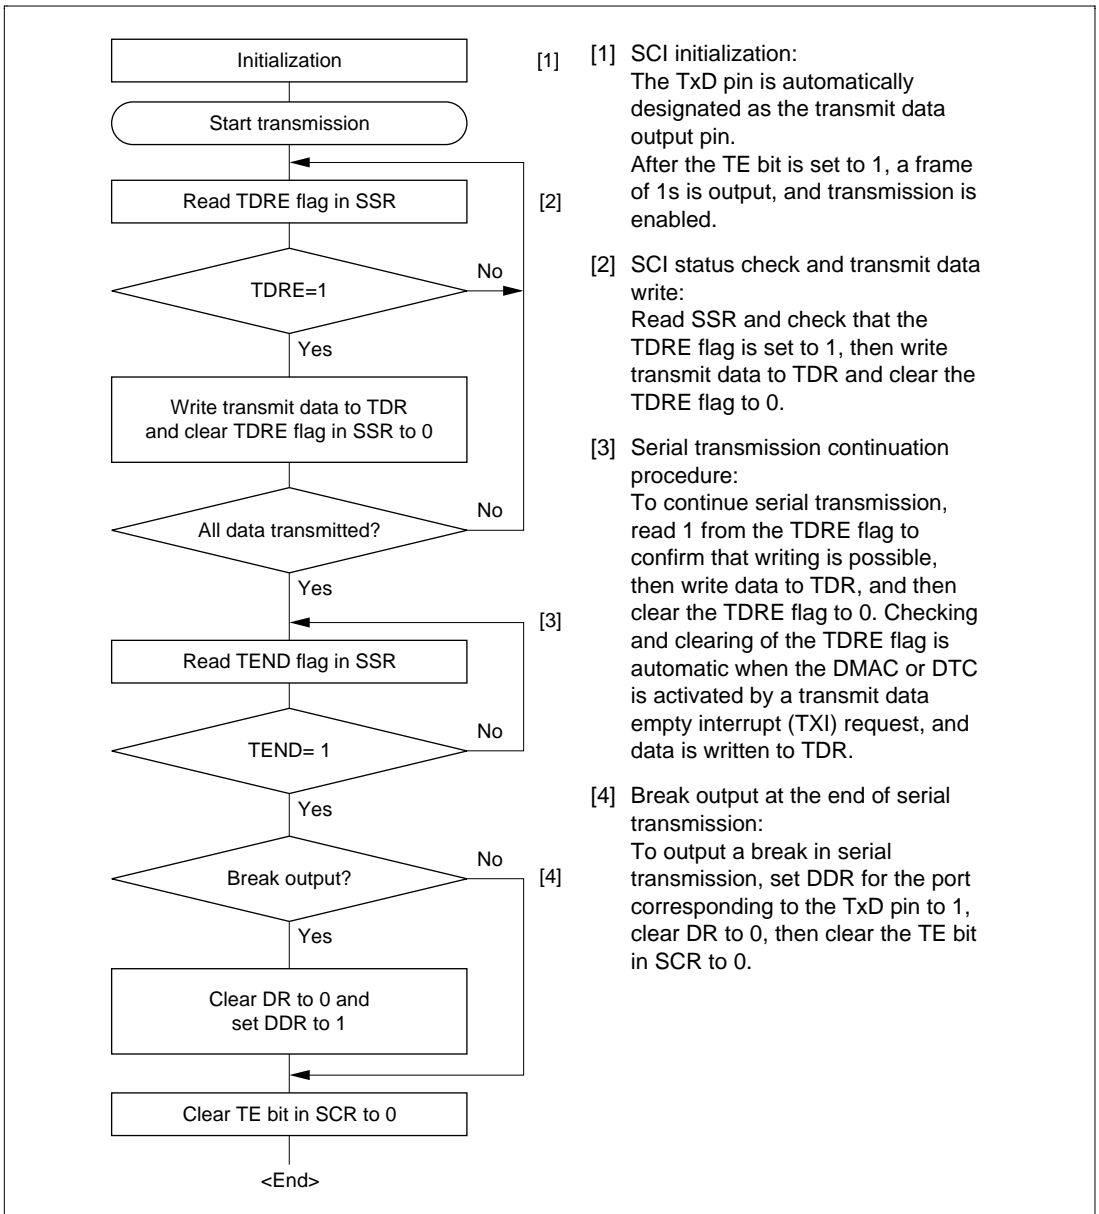 Initialization
[1]
Start transmission
Read TDRE flag in SSR
[2]
TDRE=1
No
Yes
Write transmit data to TDR
and clear TDRE flag in SSR to 0
All data transmitted?
No
Yes
[3]
Read TEND flag in SSR
TEND= 1
No
Yes
Break output?
No
[4]
Yes
Clear DR to 0 and
set DDR to 1
Clear TE bit in SCR to 0
<End>
[1] SCI initialization:
The TxD pin is automatically
designated as the transmit data
output pin.
After the TE bit is set to 1, a frame
of 1s is output, and transmission is
enabled.
[2] SCI status check and transmit data
write:
Read SSR and check that the
TDRE flag is set to 1, then write
transmit data to TDR and clear the
TDRE flag to 0.
[3] Serial transmission continuation
procedure:
To continue serial transmission,
read 1 from the TDRE flag to
confirm that writing is possible,
then write data to TDR, and then
clear the TDRE flag to 0. Checking
and clearing of the TDRE flag is
automatic when the DMAC or DTC
is activated by a transmit data
empty interrupt (TXI) request, and
data is written to TDR.
[4] Break output at the end of serial
transmission:
To output a break in serial
transmission, set DDR for the port
corresponding to the TxD pin to 1,
clear DR to 0, then clear the TE bit
in SCR to 0.